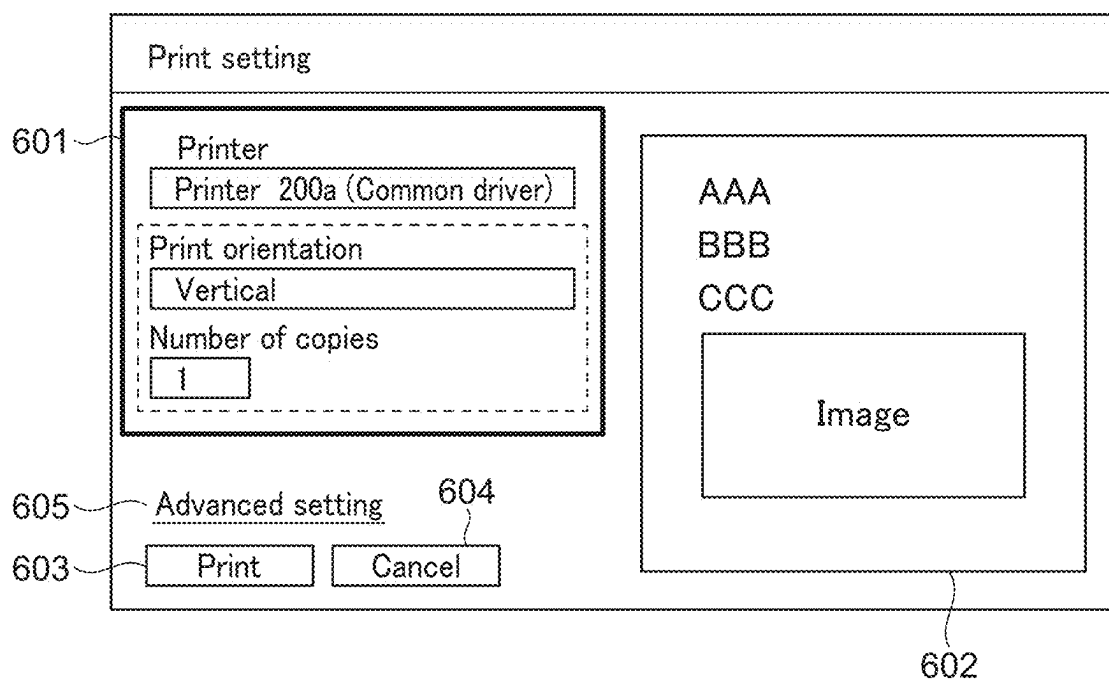 Print setting
601
Printer
Printer 200a (Common driver)
Print orientation
Vertical
Number of copies
1
AAA
BBB
CCC
Image
605
Advanced setting
604
603
Print
Cancel
602